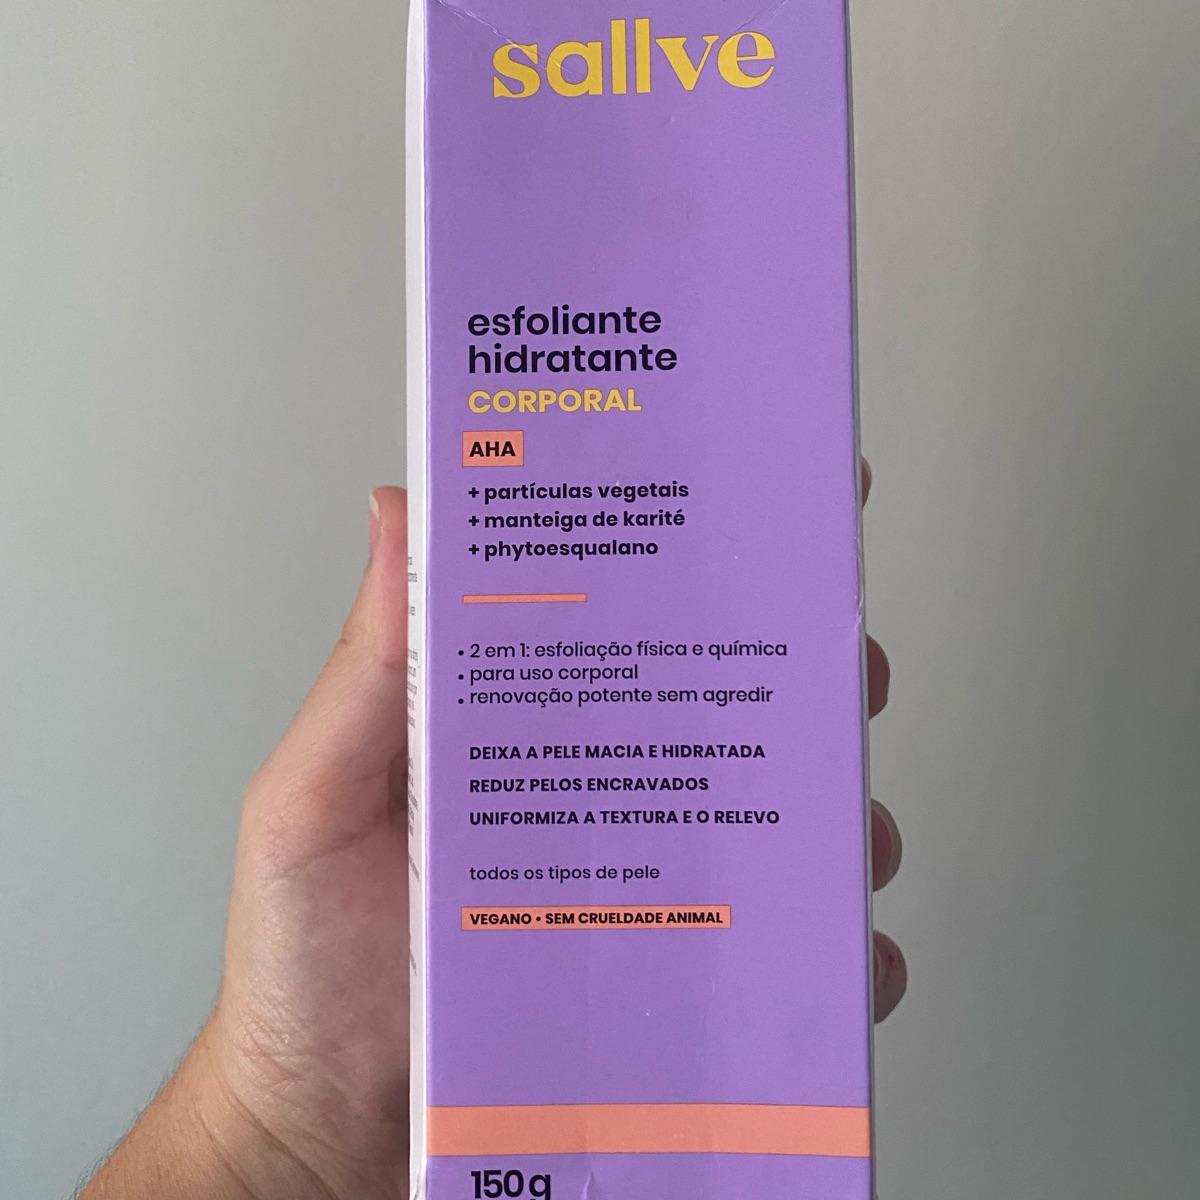 sallve
esfoliante
hidratante
CORPORAL
AHA
+ partículas vegetais
+ manteiga de karité
+ phytoesqualano
• 2 em 1: esfoliação física e química
• para uso corporal
• renovação potente sem agredir
DEIXA A PELE MACIA E HIDRATADA
REDUZ PELOS ENCRAVADOS
UNIFORMIZA A TEXTURA E O RELEVO
todos os tipos de pele
VEGANO • SEM CRUELDADE ANIMAL
150 g